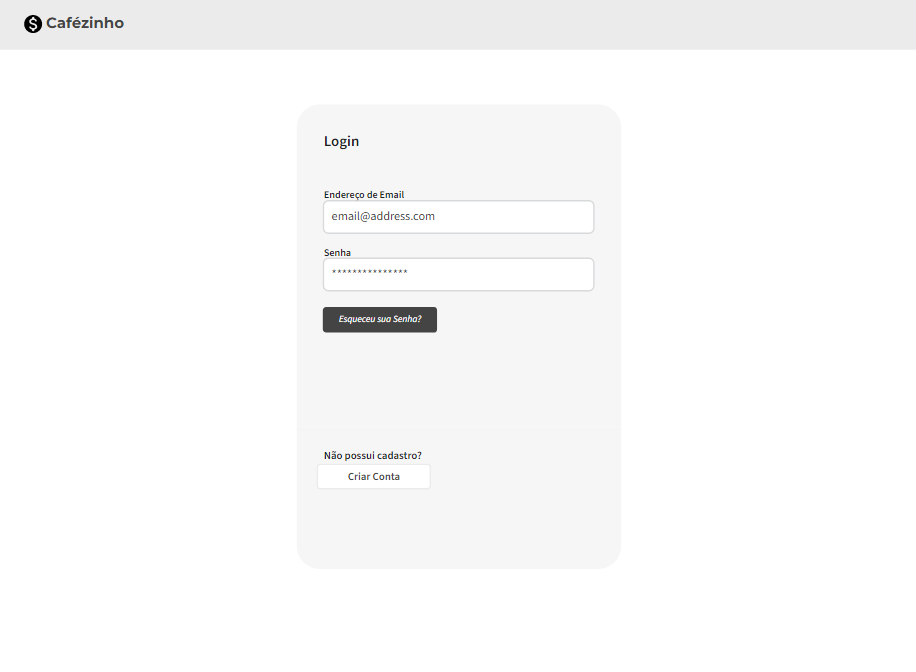 Cafézinho
Login
Endereço de Email
email@address.com
Senha
***************
Esqueceu sua Senha?
Não possui cadastro?
Criar Conta